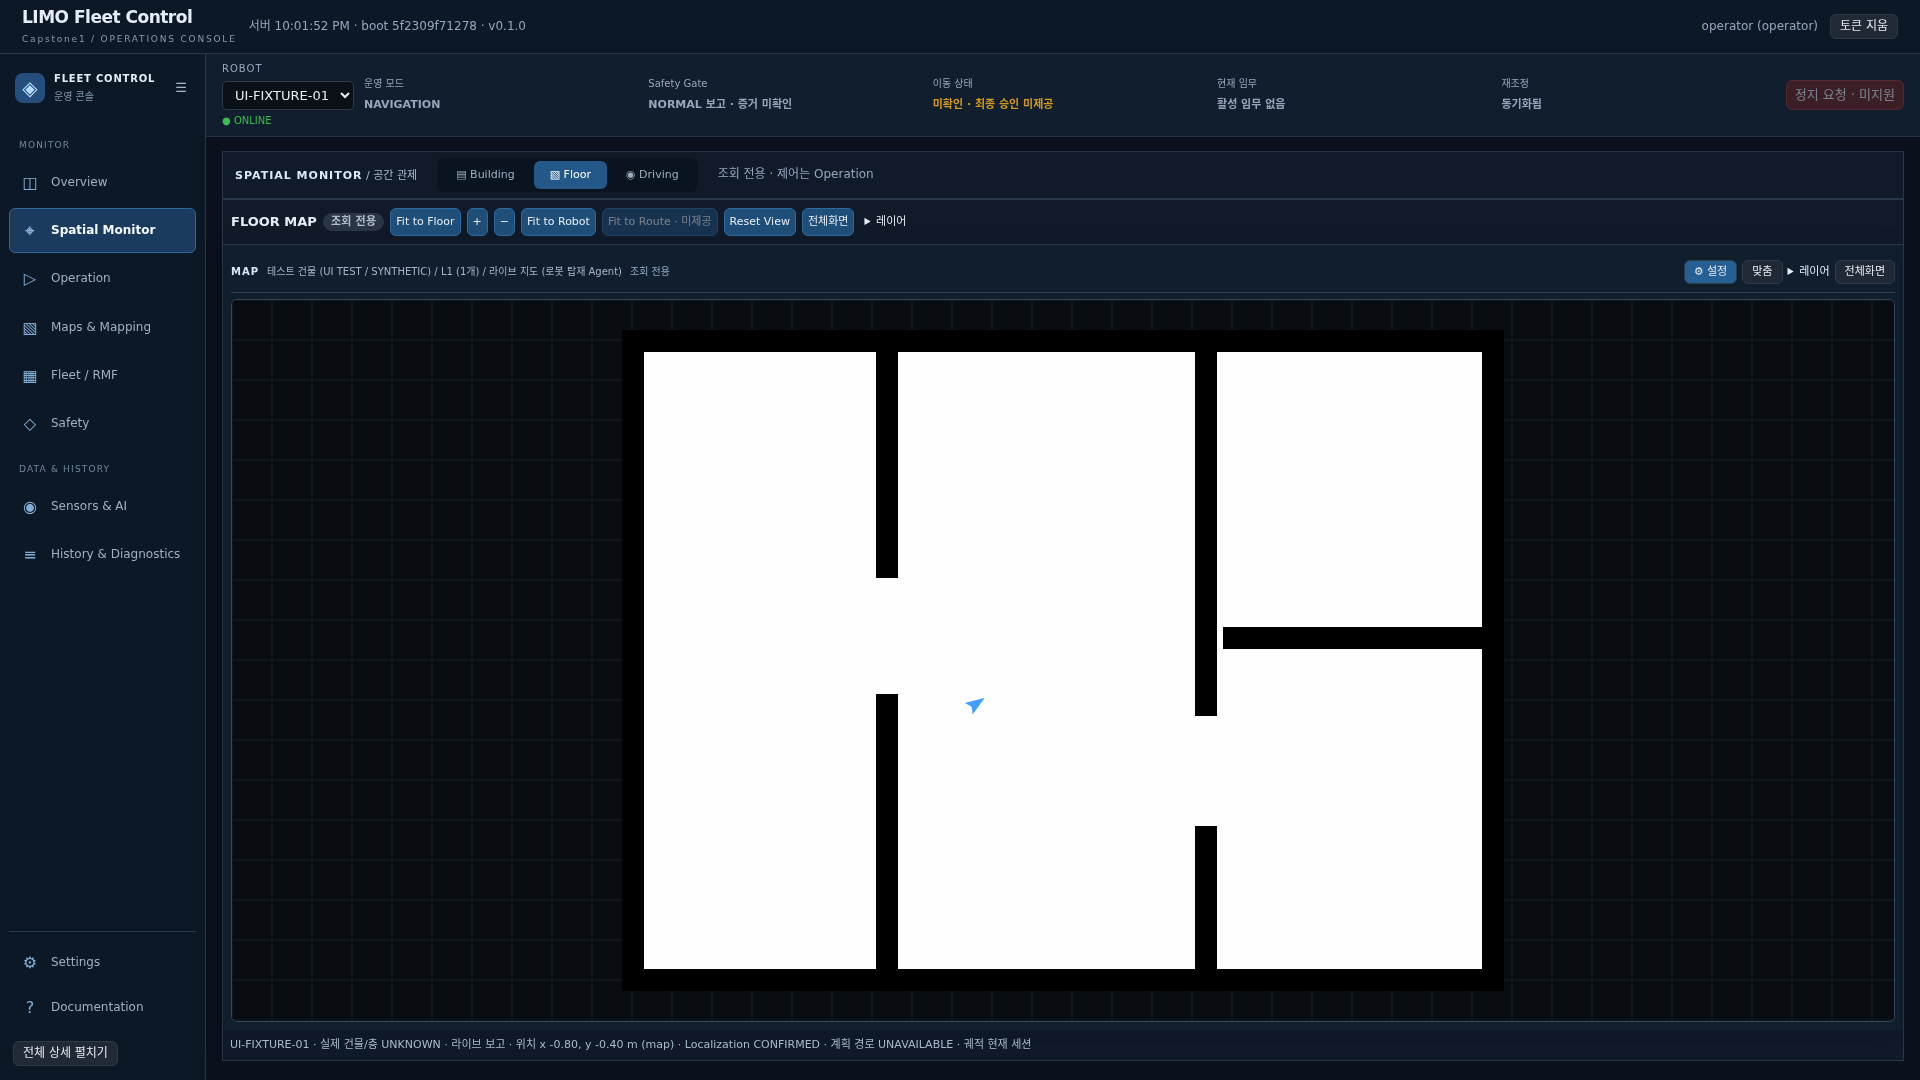 LIMO Fleet Control
Capstone1 / OPERATIONS CONSOLE
서버 10:01:52 PM · boot 5f2309f71278 · v0.1.0
operator (operator)
토큰 지움
FLEET CONTROL
운영 콘솔
MONITOR
Overview
Spatial Monitor
Operation
Maps & Mapping
Fleet / RMF
Safety
DATA & HISTORY
Sensors & AI
History & Diagnostics
Settings
? Documentation
전체 상세 펼치기
ROBOT
UI-FIXTURE-01
● ONLINE
운영 모드
NAVIGATION
Safety Gate
NORMAL 보고 · 증거 미확인
이동 상태
미확인 · 최종 승인 미제공
현재 임무
활성 임무 없음
재조정
동기화됨
정지 요청 · 미지원
SPATIAL MONITOR / 공간 관제
Building
Floor
Driving
조회 전용 · 제어는 Operation
FLOOR MAP
조회 전용
Fit to Floor
+
−
Fit to Robot
Fit to Route · 미제공
Reset View
전체화면
▶ 레이어
MAP 테스트 건물 (UI TEST / SYNTHETIC) / L1 (1개) / 라이브 지도 (로봇 탑재 Agent) 조회 전용
⚙ 설정
맞춤
▶ 레이어
전체화면
UI-FIXTURE-01 · 실제 건물/층 UNKNOWN · 라이브 보고 · 위치 x -0.80, y -0.40 m (map) · Localization CONFIRMED · 계획 경로 UNAVAILABLE · 궤적 현재 세션